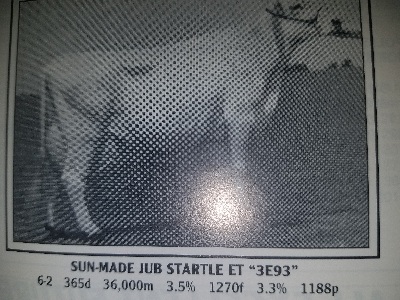 SUN-MADE JUB STARTLE ET "3E93"
6-2 365d 36,000m 3.5% 1270f 3.3% 1188p